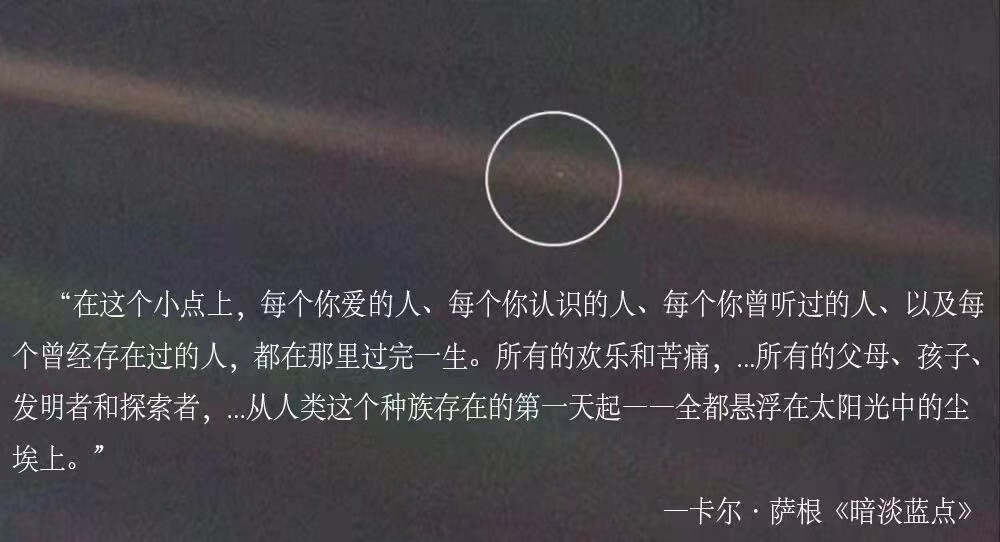 “在这个小点上，每个你爱的人、每个你认识的人、每个你曾听过的人、以及每
个曾经存在过的人，都在那里过完一生。所有的欢乐和苦痛，...所有的父母、孩子、
发明者和探索者，...从人类这个种族存在的第一天起——全都悬浮在太阳光中的尘
埃上。”
—卡尔·萨根《暗淡蓝点》